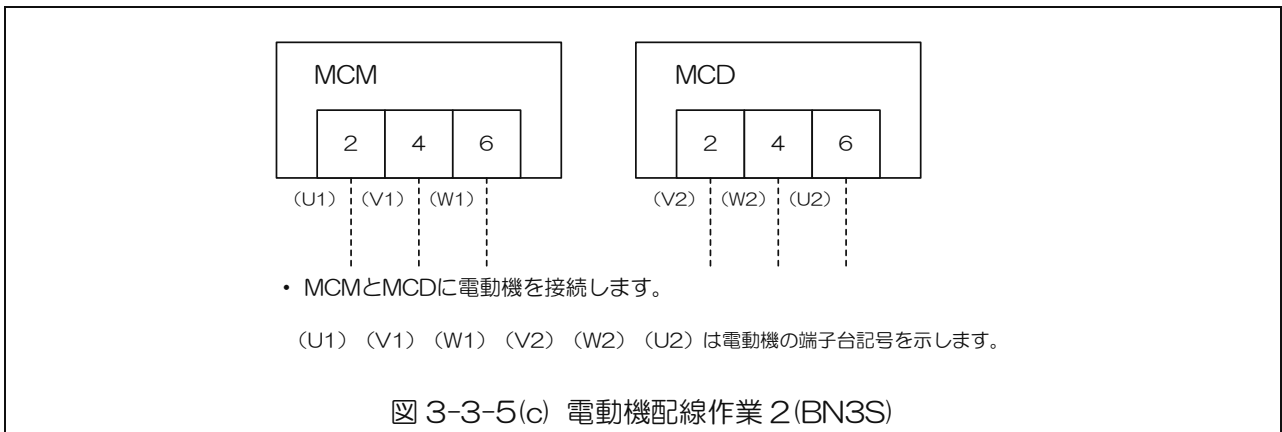 MCM MCD
2 4 6 2 4 6
（U1）（V1）（W1） （V2）（W2）（U2）
・ MCMとMCDに電動機を接続します。
（U1）（V1）（W1）（V2）（W2）（U2）は電動機の端子台記号を示します。
図 3-3-5(c) 電動機配線作業 2(BN3S)